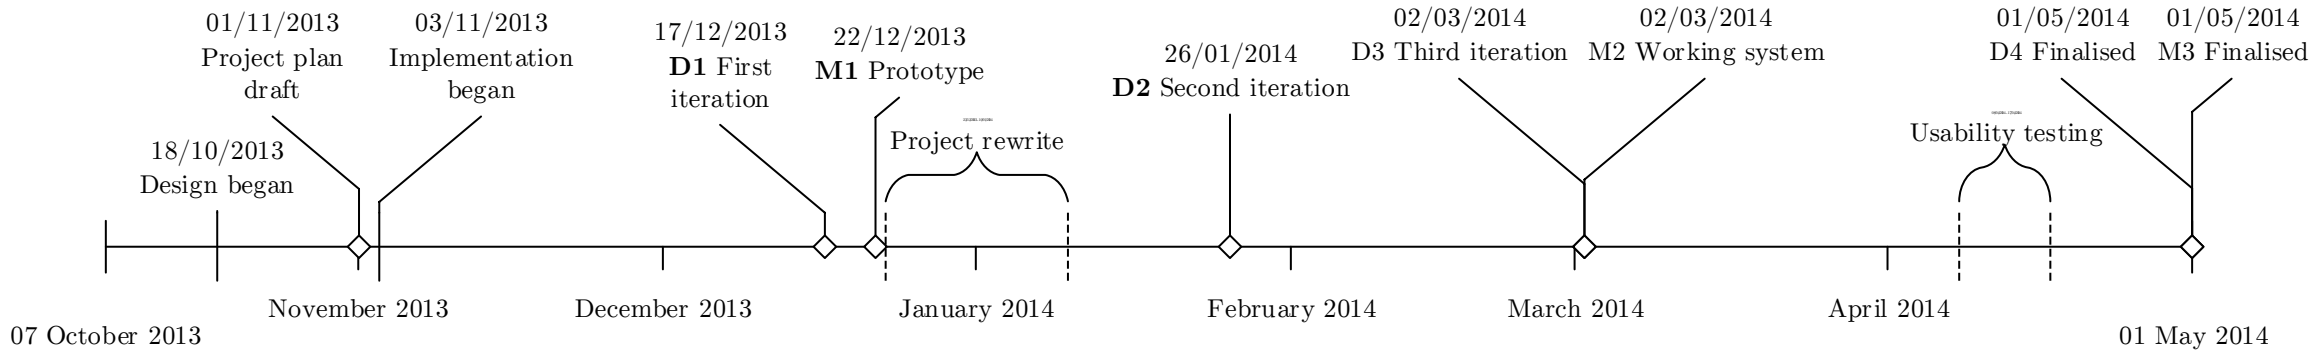 01/11/2013
Project plan
draft
03/11/2013
Implementation
began
17/12/2013
D1 First
iteration
22/12/2013
M1 Prototype
26/01/2014
D2 Second iteration
02/03/2014
D3 Third iteration
02/03/2014
M2 Working system
01/05/2014
D4 Finalised
01/05/2014
M3 Finalised
18/10/2013
Design began
Project rewrite
Usability testing
November 2013
December 2013
January 2014
February 2014
March 2014
April 2014
07 October 2013
01 May 2014